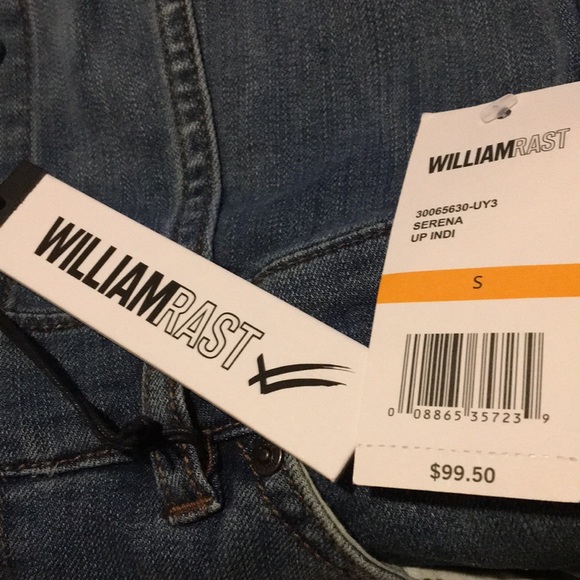 WILLIAMRAST
WILLIAMRAST
30065630-UY3
SERENA
UP INDI
S
0 08865 35723 9
$99.50